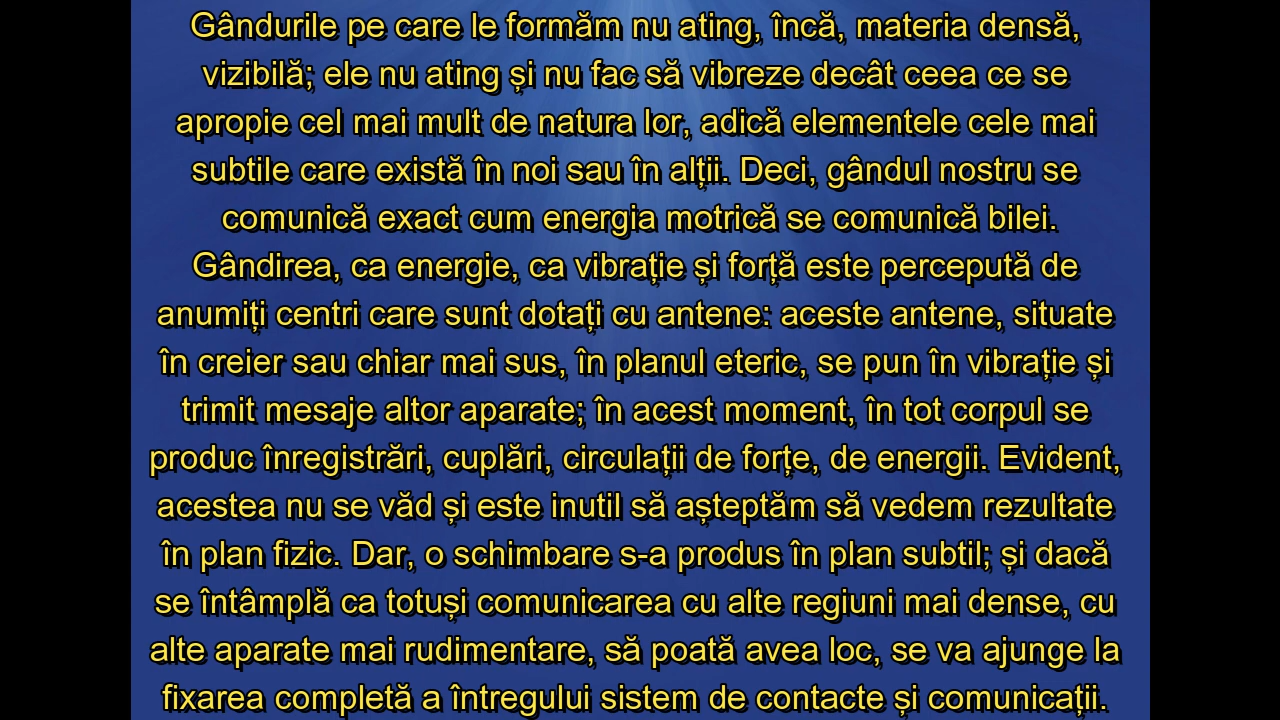 Gândurile pe care le formăm nu ating, încă, materia densă,
vizibilă; ele nu ating și nu fac să vibreze decât ceea ce se
apropie cel mai mult de natura lor, adică elementele cele mai
subtile care există în noi sau în alții. Deci, gândul nostru se
comunică exact cum energia motrică se comunică bilei.
Gândirea, ca energie, ca vibrație și forță este percepută de
anumiți centri care sunt dotați cu antene: aceste antene, situate
în creier sau chiar mai sus, în planul eteric, se pun în vibrație și
trimit mesaje altor aparate; în acest moment, în tot corpul se
produc înregistrări, cuplări, circulații de forțe, de energii. Evident,
acestea nu se văd și este inutil să așteptăm să vedem rezultate
în plan fizic. Dar, o schimbare s-a produs în plan subtil; și dacă
se întâmplă ca totuși comunicarea cu alte regiuni mai dense, cu
alte aparate mai rudimentare, să poată avea loc, se va ajunge la
fixarea completă a întregului sistem de contacte și comunicații.